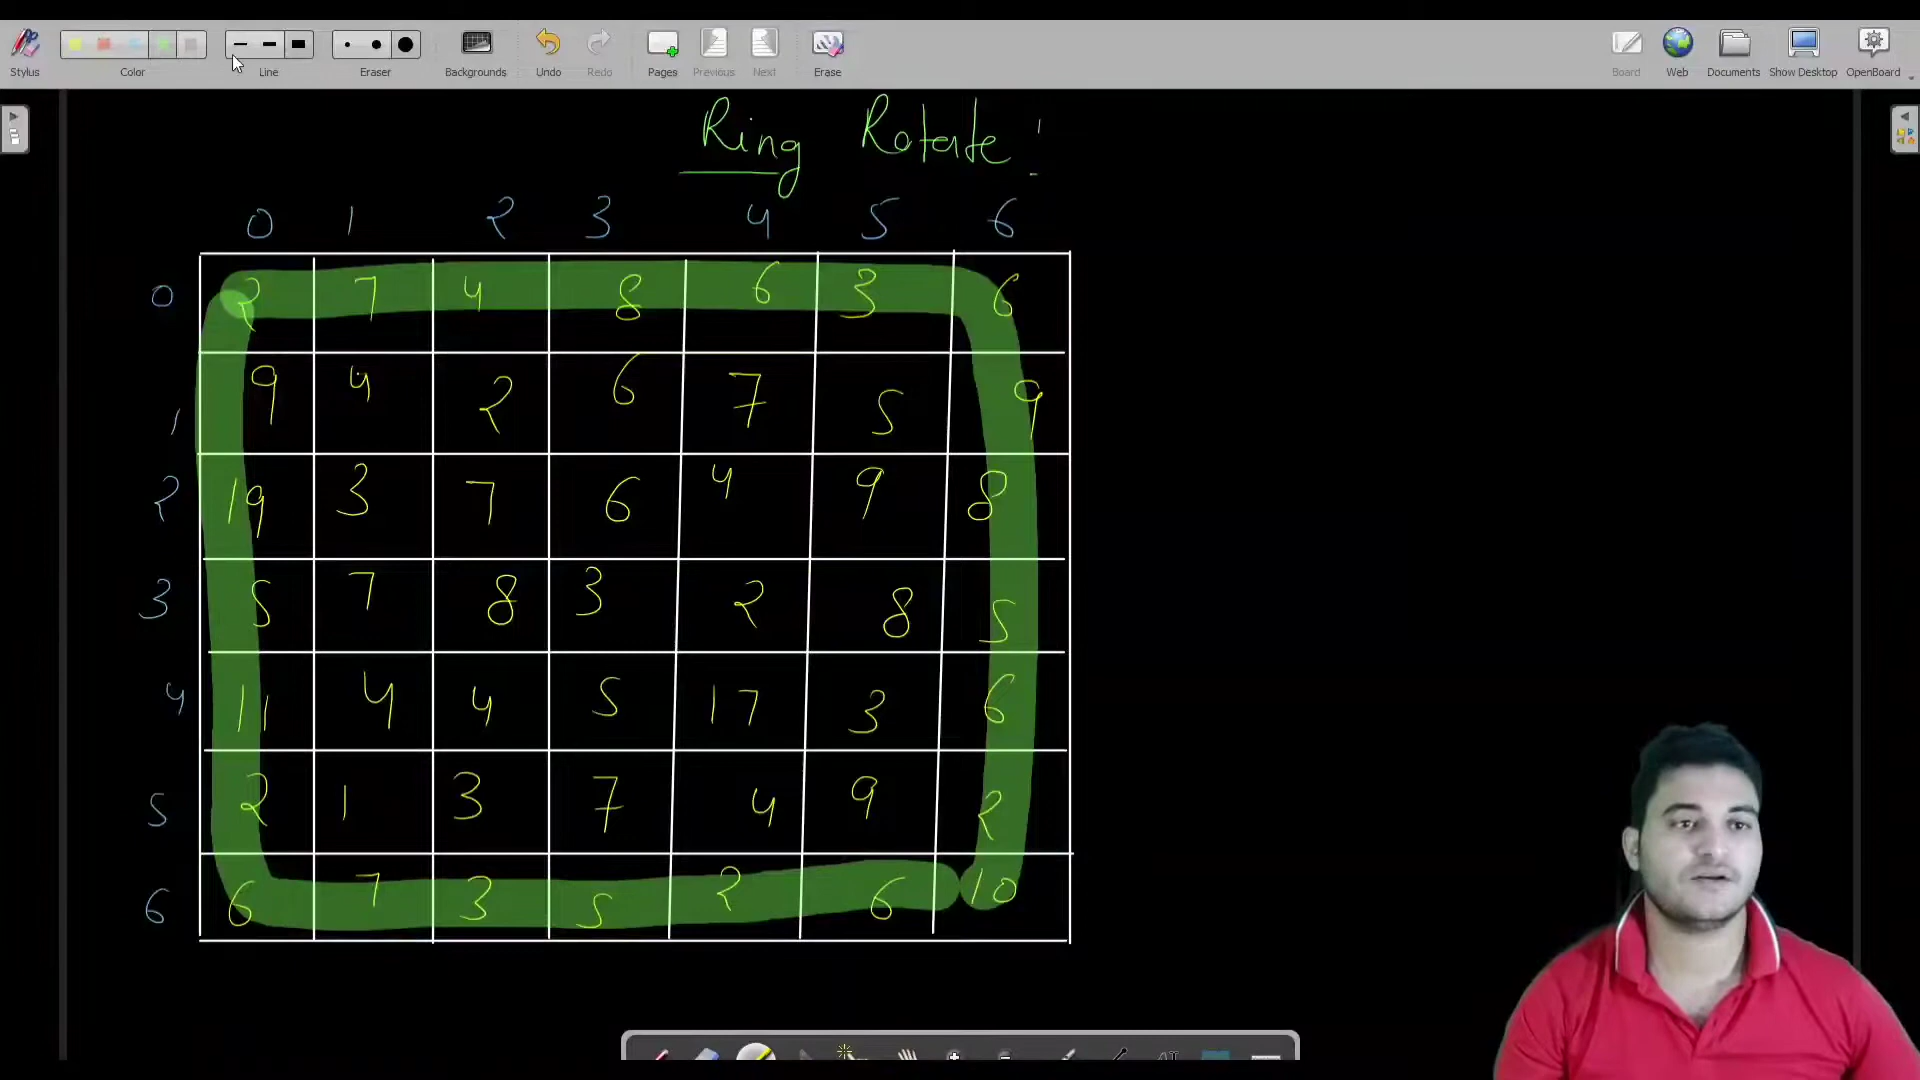 Stylus Color Line Eraser Backgrounds Undo Redo Pages Previous Next Erase Board Web Documents Show Desktop OpenBoard
Ring Rotate!
0 1 2 3 4 5 6
0 2 7 4 8 6 3 6
1 9 4 2 6 7 5 9
2 19 3 7 6 4 9 8
3 5 7 8 3 2 8 5
4 11 4 4 5 17 3 6
5 2 1 3 7 4 9 2
6 6 7 3 5 2 6 10